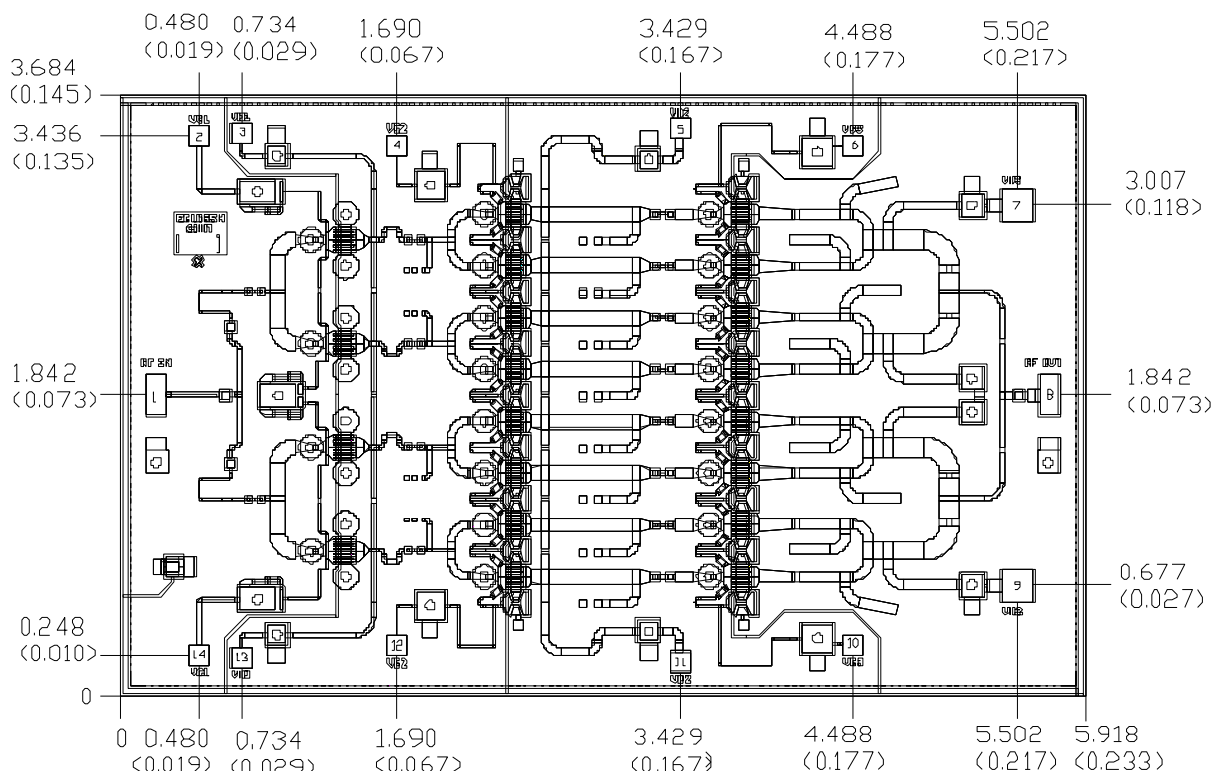 0.480 0.734 1.690 3.429 4.488 5.502
(0.019) (0.029) (0.067) (0.167) (0.177) (0.217)
3.684
(0.145)
3.436
(0.135)
2
3
4
5
6
3.007
(0.118)
7
RF IN
RF OUT
1
8
1.842
(0.073)
1.842
(0.073)
0.677
(0.027)
9
0.248
(0.010)
14
VG1
13
12
VG2
11
VD2
10
VG3
0
0 0.480 0.734 1.690 3.429 4.488 5.502 5.918
(0.019) (0.029) (0.067) (0.167) (0.177) (0.217) (0.233)